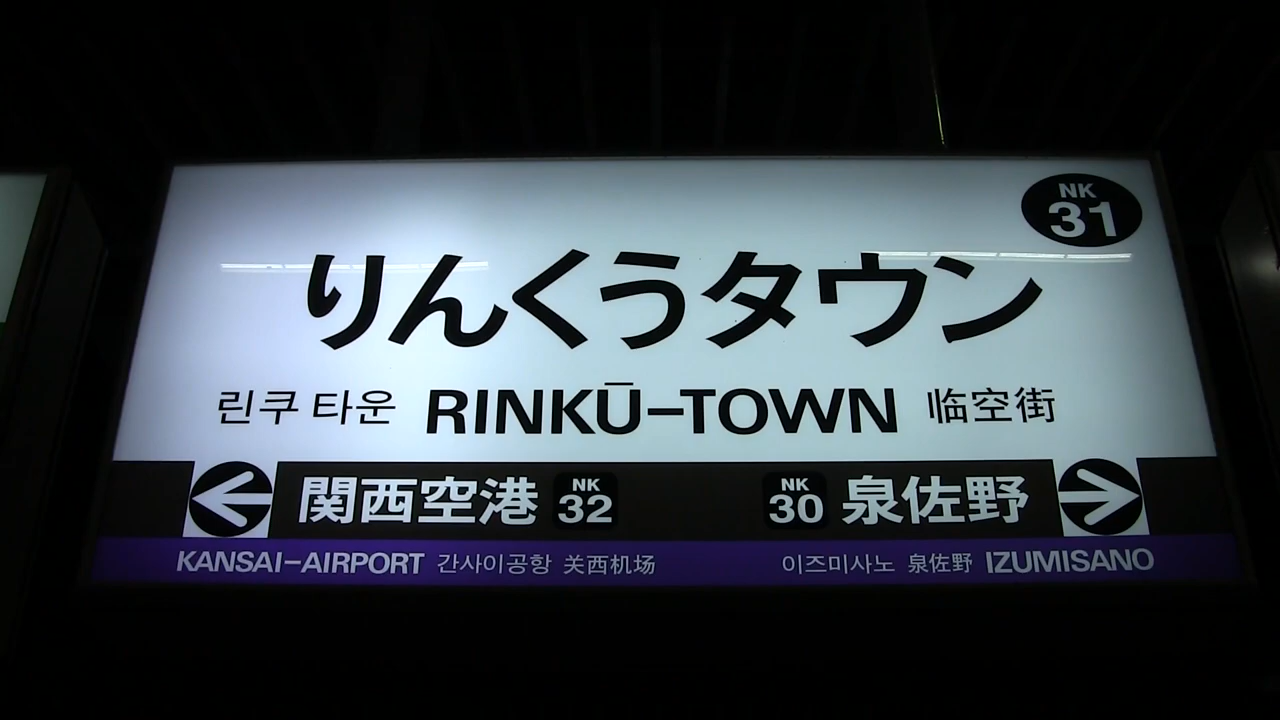 NK
31
りんくうタウン
린쿠 타운 RINKŪ-TOWN 临空街
関西空港 NK 32 NK 30 泉佐野
KANSAI-AIRPORT 간사이공항 关西机场 이즈미사노 泉佐野 IZUMISANO